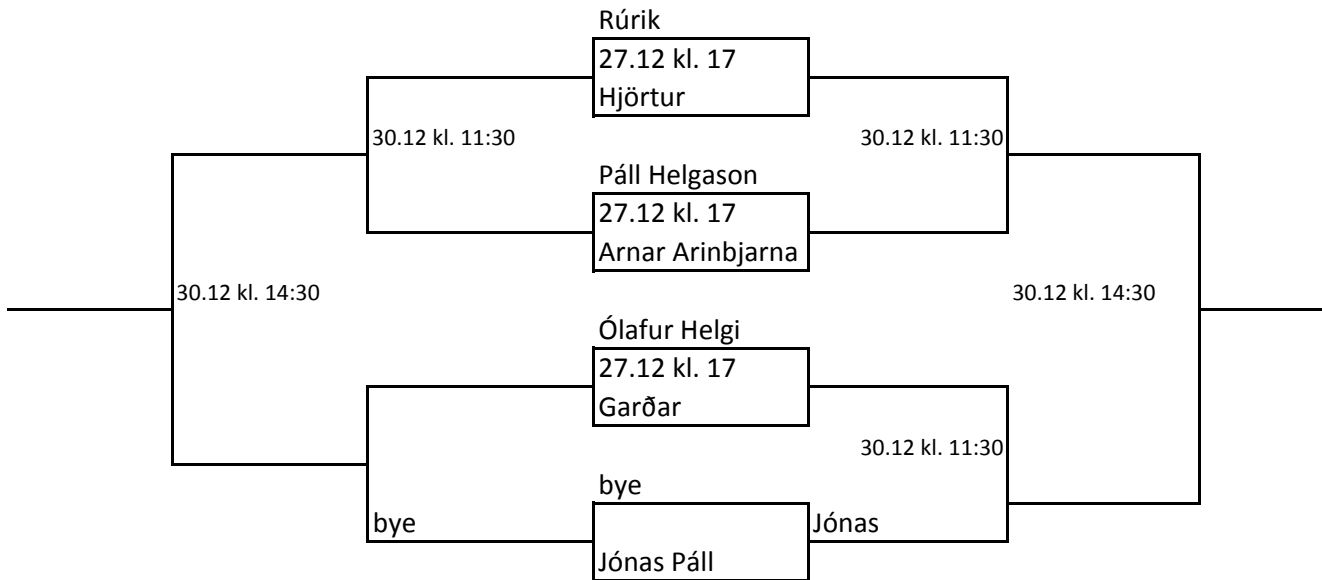 Rúrik
27.12 kl. 17
Hjörtur
30.12 kl. 11:30
30.12 kl. 11:30
Páll Helgason
27.12 kl. 17
Arnar Arinbjarna
30.12 kl. 14:30
30.12 kl. 14:30
Ólafur Helgi
27.12 kl. 17
Garðar
30.12 kl. 11:30
bye
bye
Jónas
Jónas Páll